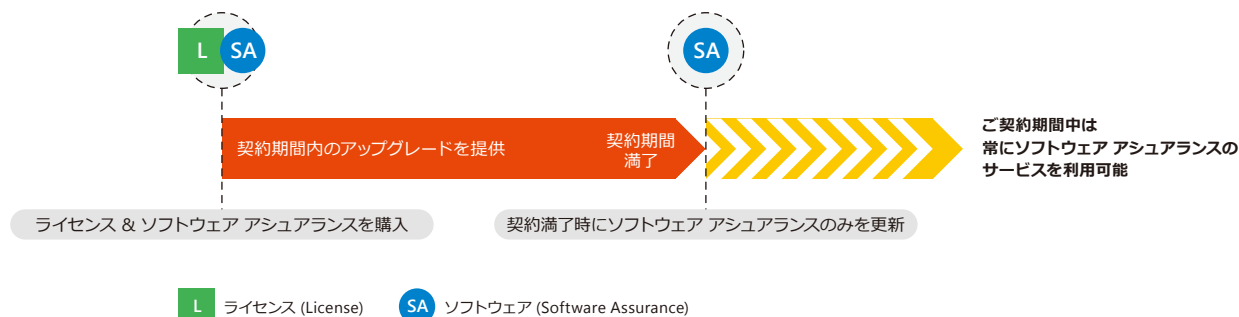 L
SA
SA
契約期間内のアップグレードを提供
契約期間
満了
ご契約期間中は
常にソフトウェア アシュアランスの
サービスを利用可能
ライセンス & ソフトウェア アシュアランスを購入
契約満了時にソフトウェア アシュアランスのみを更新
L ライセンス (License)
SA ソフトウェア (Software Assurance)